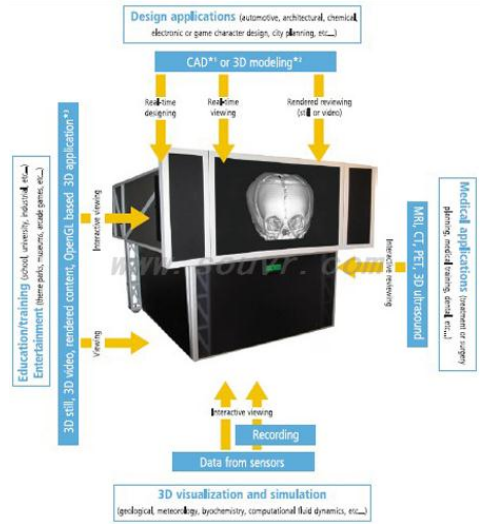 Design applications (automotive, architectural, chemical,
electronic or game character design, city planning, etc...)
CAD*¹ or 3D modeling*²
Real-time
designing
Real-time
viewing
Rendered reviewing
(still or video)
Education/training (school, university, industrial, etc...)
Entertainment (theme parks, museums, arcade games, etc...)
3D still, 3D video, rendered content, OpenGL based 3D application*³
Interactive viewing
Viewing
www.souvr.com
Interactive
reviewing
MRI, CT, PET, 3D ultrasound
Medical applications (treatment or surgery
planning, medical training, dental, etc...)
Interactive viewing
Recording
Data from sensors
3D visualization and simulation
(geological, meteorology, byochemistry, computational fluid dynamics, etc...)